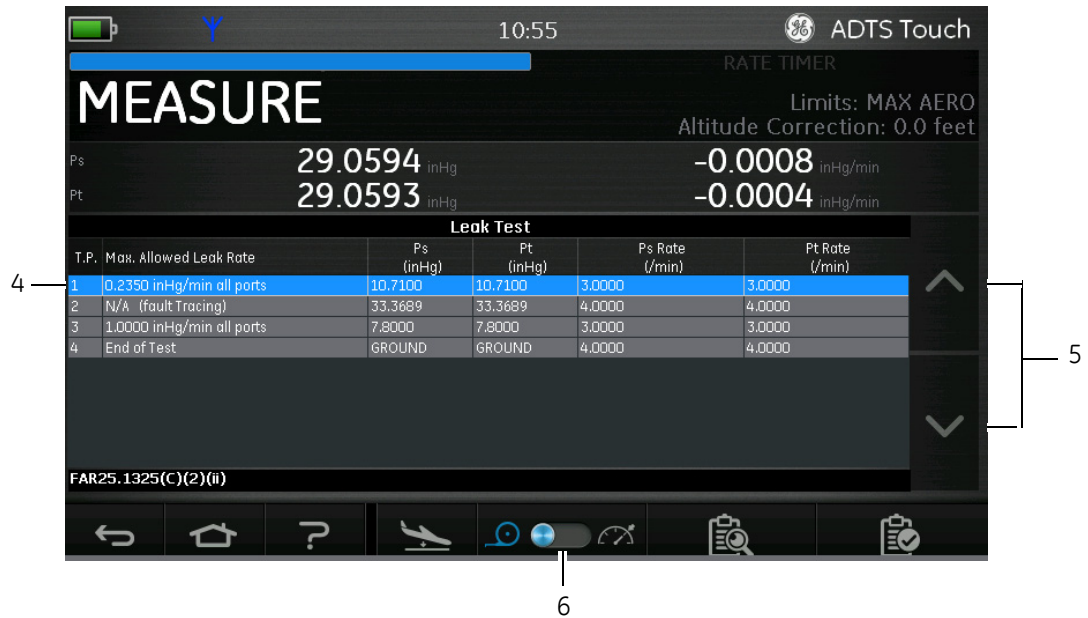 10:55
ADTS Touch
RATE TIMER
MEASURE
Limits: MAX AERO
Altitude Correction: 0.0 feet
Ps 29.0594 inHg -0.0008 inHg/min
Pt 29.0593 inHg -0.0004 inHg/min
Leak Test
T.P. Max. Allowed Leak Rate Ps (inHg) Pt (inHg) Ps Rate (/min) Pt Rate (/min)
4
1 0.2350 inHg/min all ports 10.7100 10.7100 3.0000 3.0000
2 N/A (fault Tracing) 33.3689 33.3689 4.0000 4.0000
3 1.0000 inHg/min all ports 7.8000 7.8000 3.0000 3.0000
4 End of Test GROUND GROUND 4.0000 4.0000
5
FAR25.1325(C)(2)(ii)
?
6